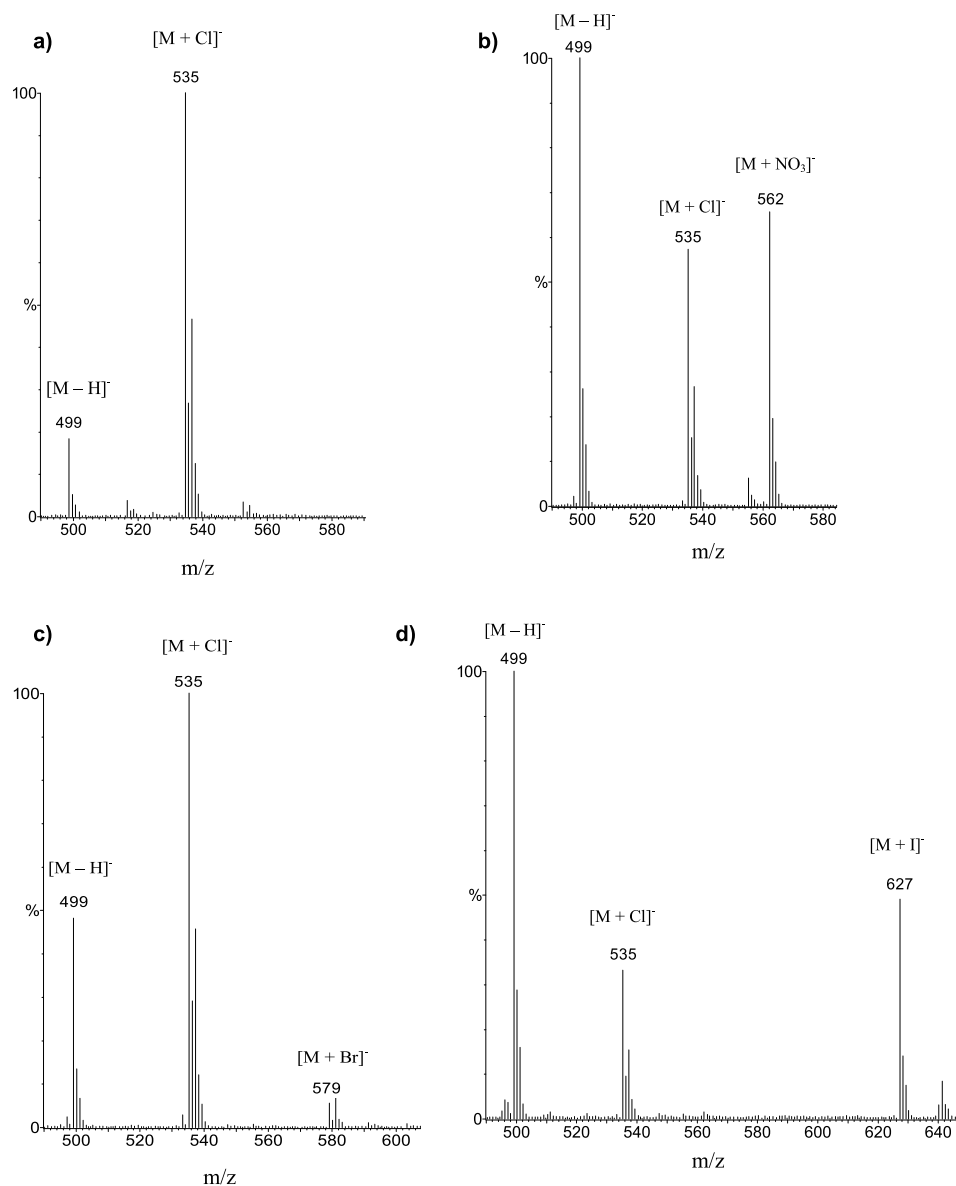 a)
[M + Cl]-
535
100
%
[M – H]-
499
0
500 520 540 560 580
m/z
b)
[M – H]-
499
100
[M + NO₃]-
562
[M + Cl]-
535
%
0
500 520 540 560 580
m/z
c)
[M + Cl]-
535
100
[M – H]-
499
%
[M + Br]-
579
0
500 520 540 560 580 600
m/z
d)
[M – H]-
499
100
[M + I]-
627
%
[M + Cl]-
535
0
500 520 540 560 580 600 620 640
m/z